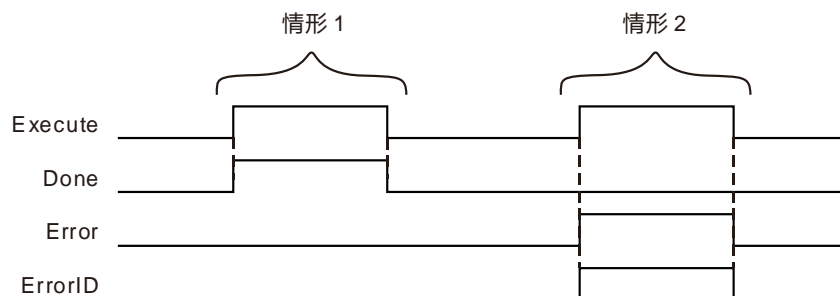 情形 1
情形 2
Execute
Done
Error
ErrorID